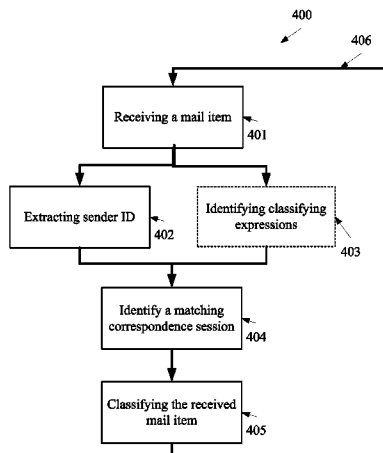 400
406
Receiving a mail item
401
Extracting sender ID
402
Identifying classifying
expressions
403
Identify a matching
correspondence session
404
Classifying the received
mail item
405